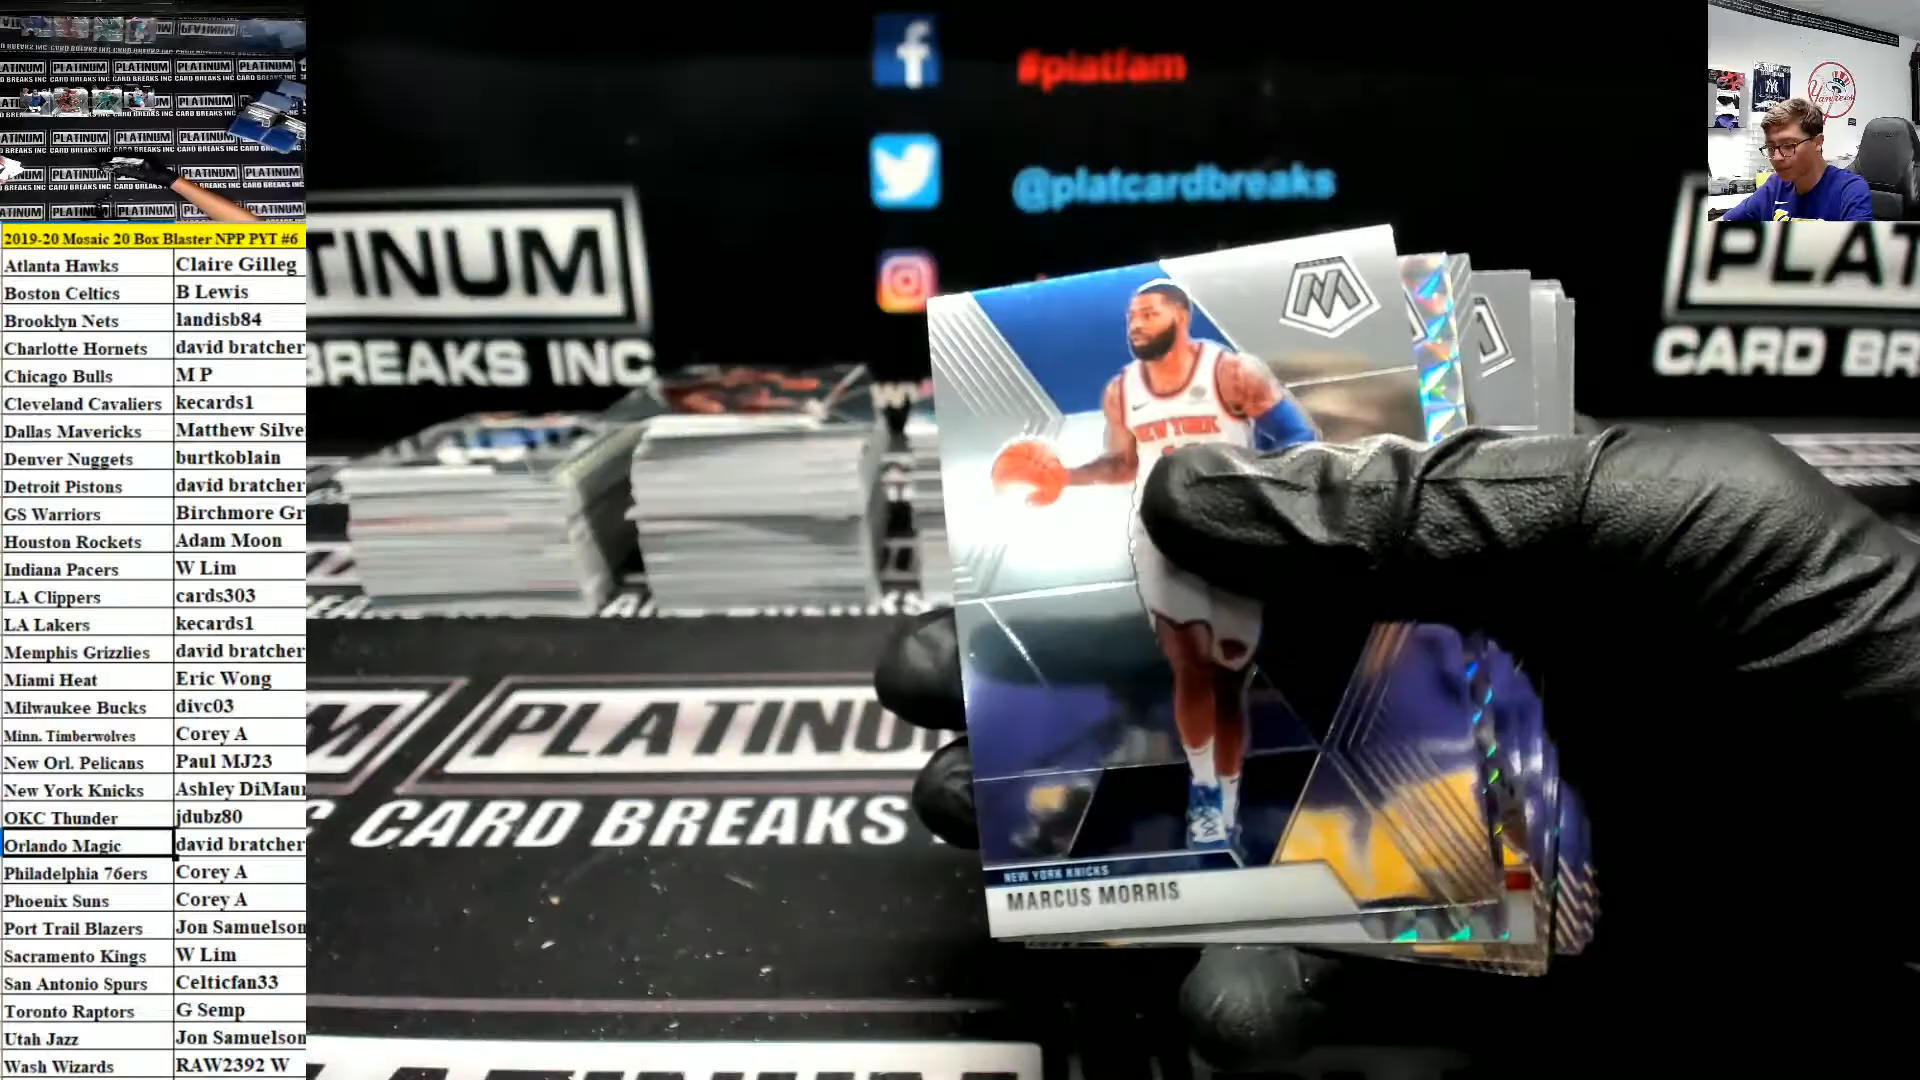 #platfam
@platcardbreaks
2019-20 Mosaic 20 Box Blaster NPP PYT #6
Atlanta Hawks Claire Gilleg
Boston Celtics B Lewis
Brooklyn Nets landisb84
Charlotte Hornets david bratcher
Chicago Bulls M P
Cleveland Cavaliers kecards1
Dallas Mavericks Matthew Silve
Denver Nuggets burtkoblain
Detroit Pistons david bratcher
GS Warriors Birchmore Gr
Houston Rockets Adam Moon
Indiana Pacers W Lim
LA Clippers cards303
LA Lakers kecards1
Memphis Grizzlies david bratcher
Miami Heat Eric Wong
Milwaukee Bucks divc03
Minn. Timberwolves Corey A
New Orl. Pelicans Paul MJ23
New York Knicks Ashley DiMau
OKC Thunder jdubz80
Orlando Magic david bratcher
Philadelphia 76ers Corey A
Phoenix Suns Corey A
Port Trail Blazers Jon Samuelson
Sacramento Kings W Lim
San Antonio Spurs Celticfan33
Toronto Raptors G Semp
Utah Jazz Jon Samuelson
Wash Wizards RAW2392 W
TINUM
BREAKS INC
PLAT
CARD BR
PLATINU
CARD BREAKS
PLATINUM
NEW YORK
NEW YORK KNICKS
MARCUS MORRIS
PLATINUM
CARD BREAKS INC
Yankees